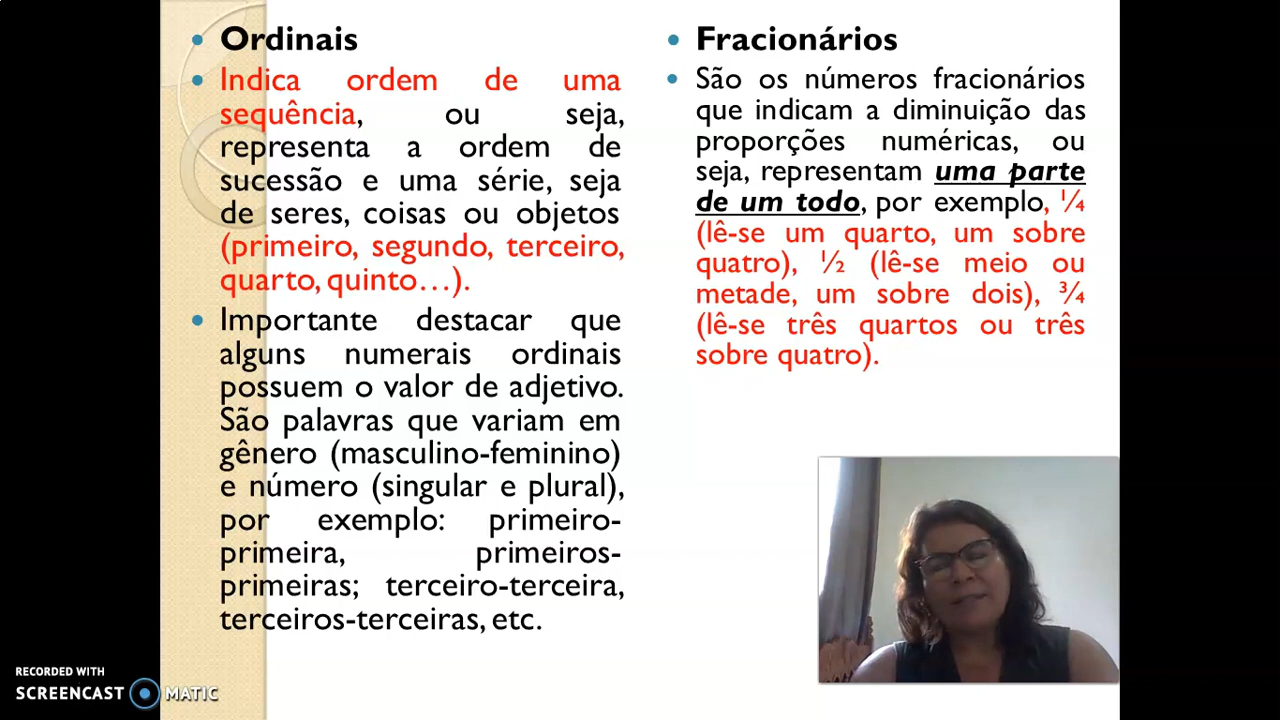 Ordinais
Indica ordem de uma
sequência, ou seja,
representa a ordem de
sucessão e uma série, seja
de seres, coisas ou objetos
(primeiro, segundo, terceiro,
quarto, quinto…).
Importante destacar que
alguns numerais ordinais
possuem o valor de adjetivo.
São palavras que variam em
gênero (masculino-feminino)
e número (singular e plural),
por exemplo: primeiro-
primeira, primeiros-
primeiras; terceiro-terceira,
terceiros-terceiras, etc.
Fracionários
São os números fracionários
que indicam a diminuição das
proporções numéricas, ou
seja, representam uma parte
de um todo, por exemplo, ¼
(lê-se um quarto, um sobre
quatro), ½ (lê-se meio ou
metade, um sobre dois), ¾
(lê-se três quartos ou três
sobre quatro).
RECORDED WITH
SCREENCAST MATIC